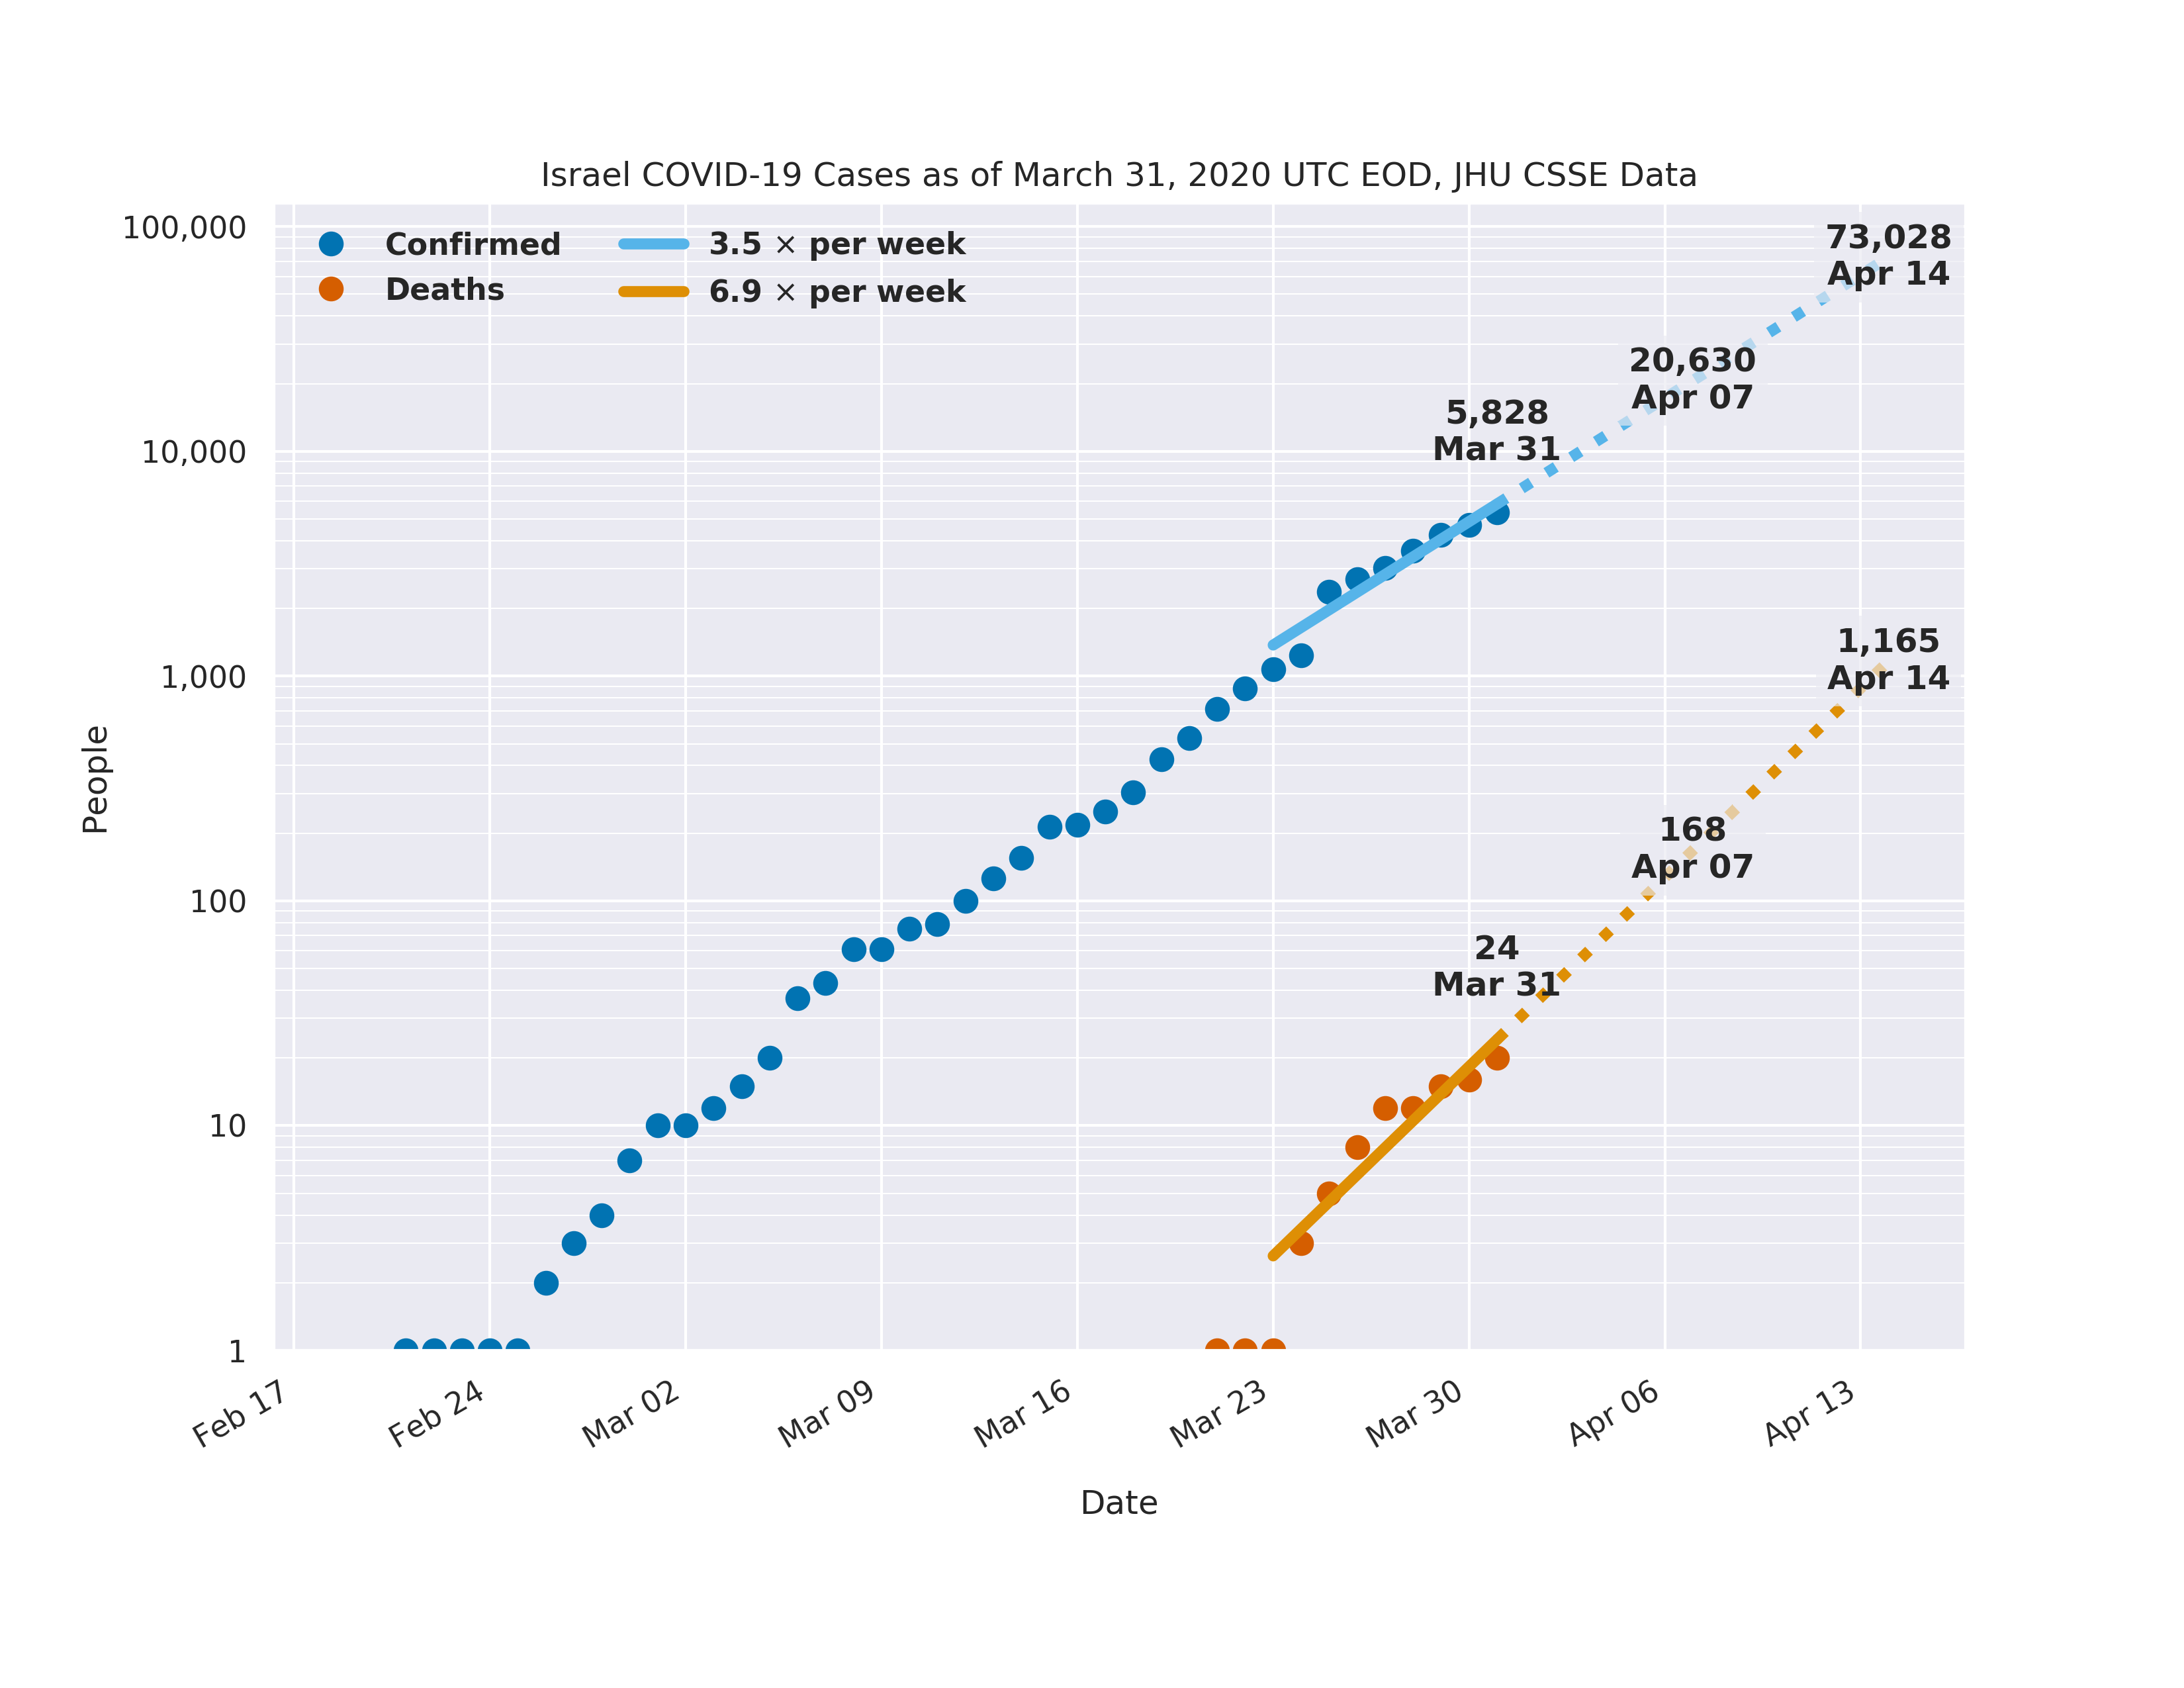 Israel COVID-19 Cases as of March 31, 2020 UTC EOD, JHU CSSE Data
Confirmed
Deaths
3.5 × per week
6.9 × per week
73,028
Apr 14
20,630
Apr 07
5,828
Mar 31
1,165
Apr 14
168
Apr 07
24
Mar 31
People
100,000
10,000
1,000
100
10
1
Feb 17
Feb 24
Mar 02
Mar 09
Mar 16
Mar 23
Mar 30
Apr 06
Apr 13
Date